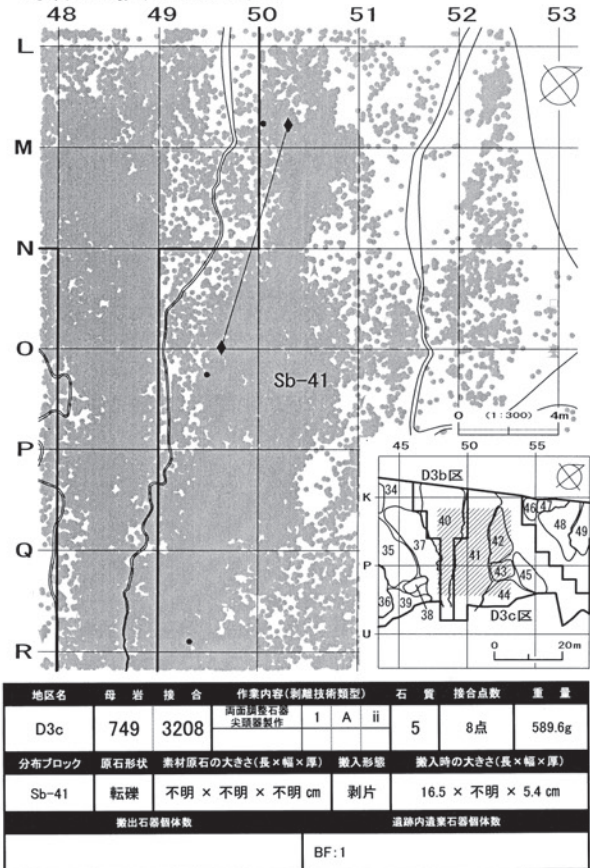 48 49 50 51 52 53
L
M
N
O
Sb-41
0 (1:300) 4m
P
Q
R
45 50 55
D3b区
K
34 40 46 47
35 37 41 42 48 49
P
43 45
36 39 38 44
D3c区
U
0 20m
地区名 母岩 接合 作業内容(剥離技術類型) 石質 接合点数 重量
D3c 749 3208 両面調整石器 尖頭器製作 1 A ii 5 8点 589.6g
分布ブロック 原石形状 素材原石の大きさ(長×幅×厚) 搬入形態 搬入時の大きさ(長×幅×厚)
Sb-41 転礫 不明 × 不明 × 不明 cm 剥片 16.5 × 不明 × 5.4 cm
搬出石器個体数 遺跡内遺棄石器個体数
BF:1